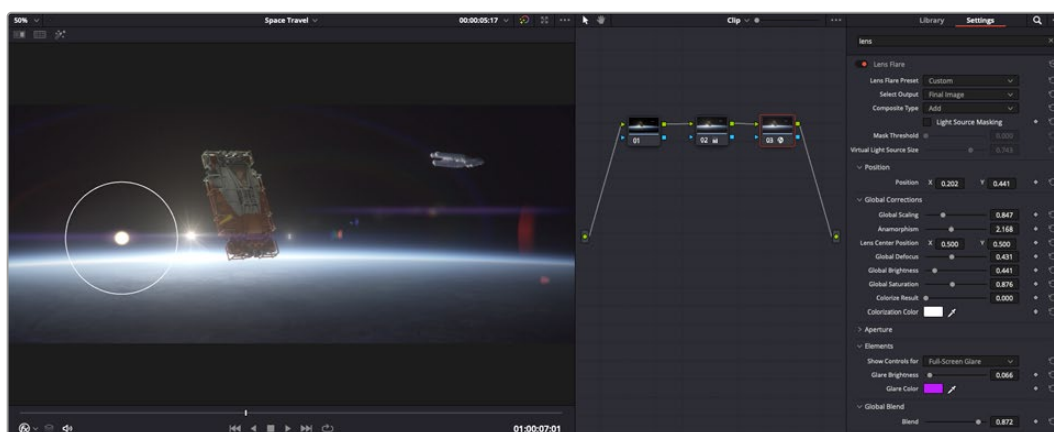 50%
Space Travel
00:00:05:17
Clip
Library
Settings
lens
Lens Flare
Lens Flare Preset Custom
Select Output Final Image
Composite Type Add
Light Source Masking
Mask Threshold 0.000
Virtual Light Source Size 0.743
Position
Position X 0.202 Y 0.441
Global Corrections
Global Scaling 0.847
Anamorphism 2.168
Lens Center Position X 0.500 Y 0.500
Global Defocus 0.431
Global Brightness 0.441
Global Saturation 0.876
Colorize Result 0.000
Colorization Color
Aperture
Elements
Show Controls for Full-Screen Glare
Glare Brightness 0.066
Glare Color
Global Blend
Blend 0.872
01
02
03
01:00:07:01